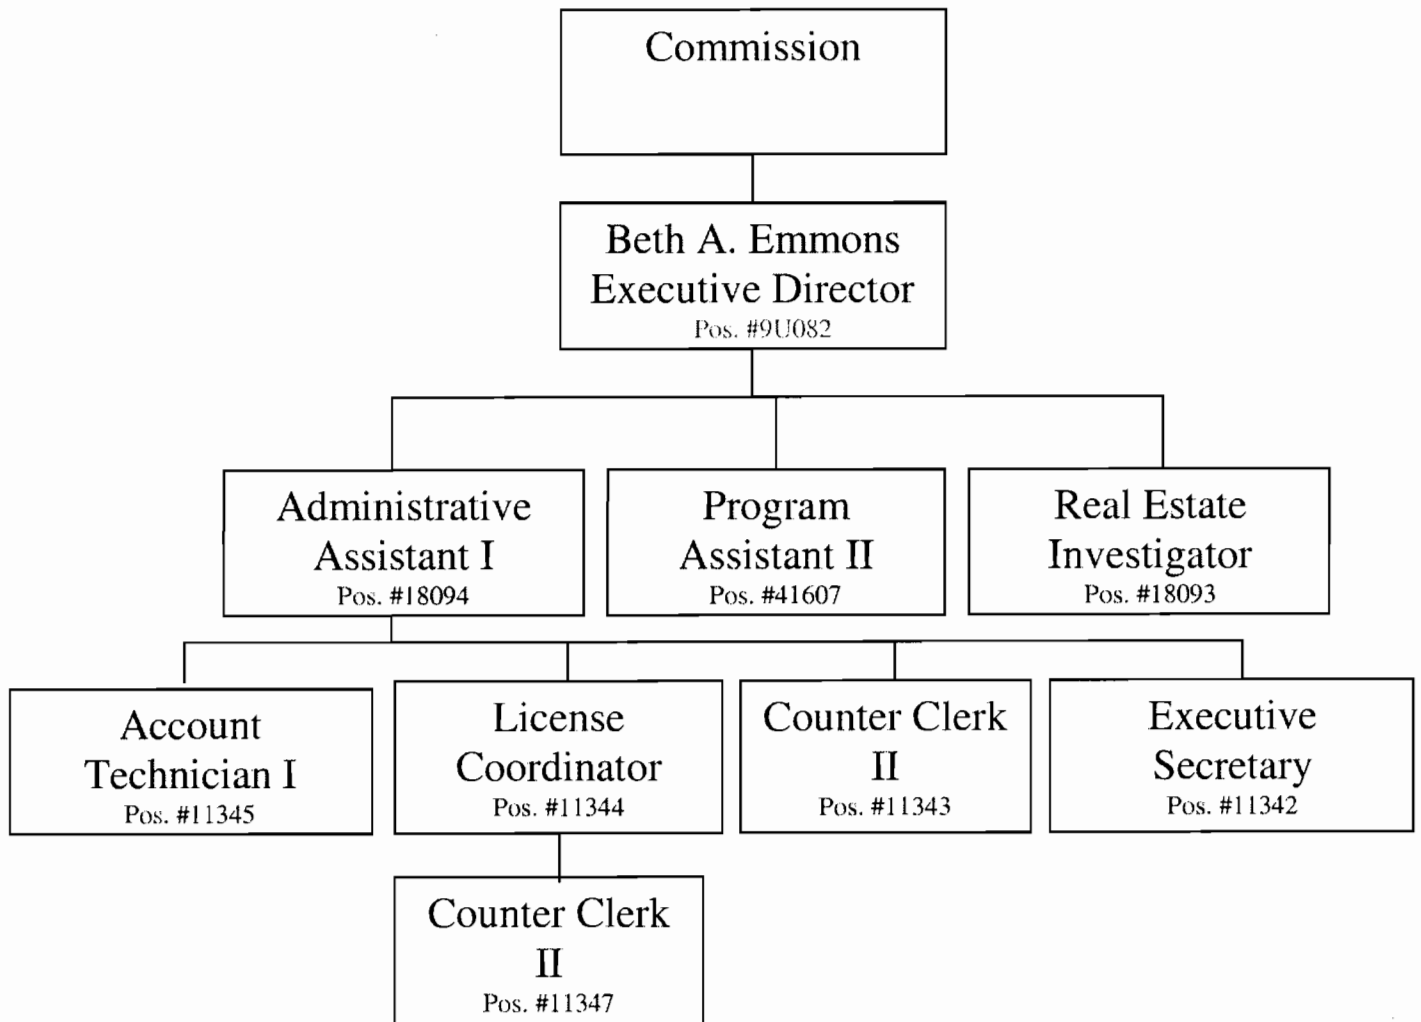 Commission
Beth A. Emmons
Executive Director
Pos. #9U082
Administrative
Assistant I
Pos. #18094
Program
Assistant II
Pos. #41607
Real Estate
Investigator
Pos. #18093
Account
Technician I
Pos. #11345
License
Coordinator
Pos. #11344
Counter Clerk
II
Pos. #11343
Executive
Secretary
Pos. #11342
Counter Clerk
II
Pos. #11347